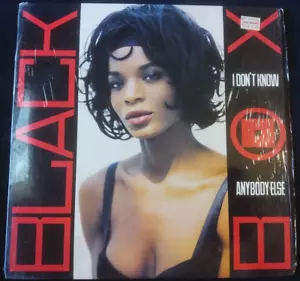 BLACK
BOX
I DON'T KNOW
ANYBODY ELSE